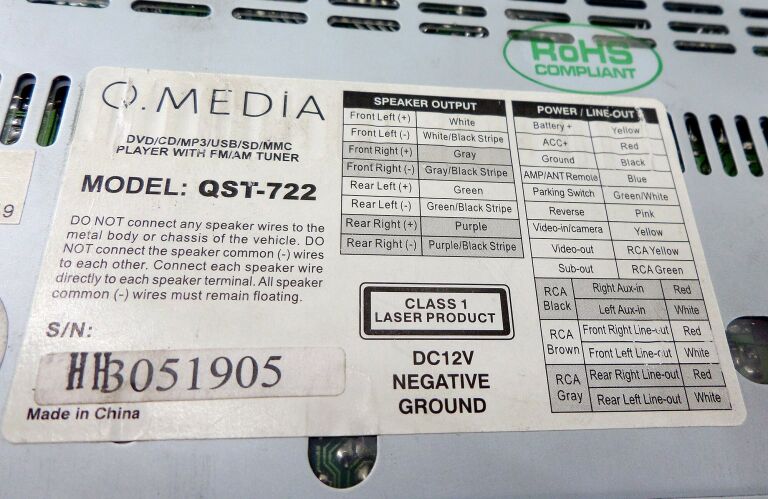 RoHS
COMPLIANT
Q.MEDIA
DVD/CD/MP3/USB/SD/MMC
PLAYER WITH FM/AM TUNER
MODEL: QST-722
DO NOT connect any speaker wires to the
metal body or chassis of the vehicle. DO
NOT connect the speaker common (-) wires
to each other. Connect each speaker wire
directly to each speaker terminal. All speaker
common (-) wires must remain floating.
S/N:
HHB051905
Made in China
SPEAKER OUTPUT
Front Left (+) White
Front Left (-) White/Black Stripe
Front Right (+) Gray
Front Right (-) Gray/Black Stripe
Rear Left (+) Green
Rear Left (-) Green/Black Stripe
Rear Right (+) Purple
Rear Right (-) Purple/Black Stripe
CLASS 1
LASER PRODUCT
DC12V
NEGATIVE
GROUND
POWER / LINE-OUT
Battery + Yellow
ACC+ Red
Ground Black
AMP/ANT Remote Blue
Parking Switch Green/White
Reverse Pink
Video-in/camera Yellow
Video-out RCA Yellow
Sub-out RCA Green
RCA Black Right Aux-in Red
Left Aux-in White
RCA Brown Front Right Line-out Red
Front Left Line-out White
RCA Gray Rear Right Line-out Red
Rear Left Line-out White
9